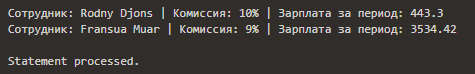 Сотрудник: Rodny Djons | Комиссия: 10% | Зарплата за период: 443.3
Сотрудник: Fransua Muar | Комиссия: 9% | Зарплата за период: 3534.42
Statement processed.